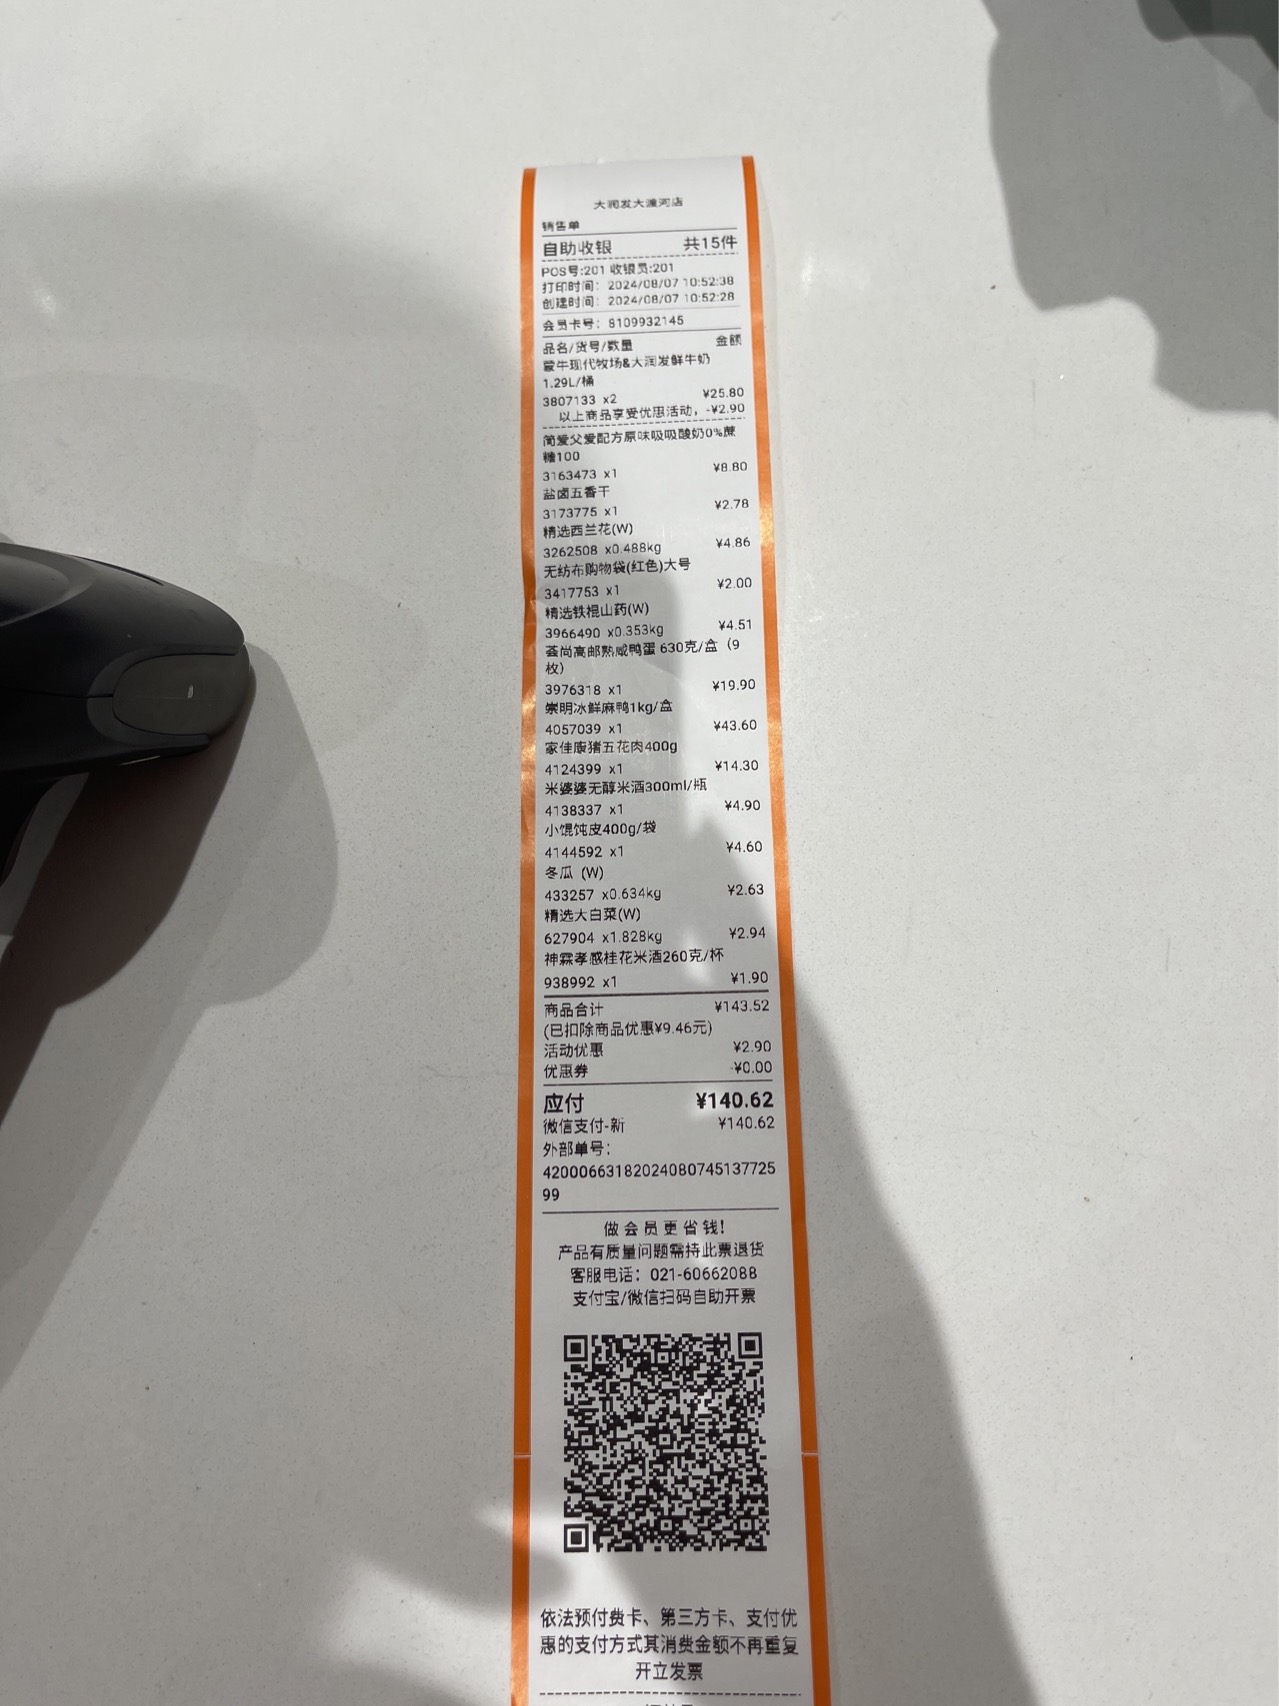 大润发大渡河店
销售单
自助收银 共15件
POS号:201 收银员:201
打印时间: 2024/08/07 10:52:38
创建时间: 2024/08/07 10:52:28
会员卡号: 8109932145
品名/货号/数量 金额
蒙牛现代牧场&大润发鲜牛奶
1.29L/桶
3807133 x2 ¥25.80
以上商品享受优惠活动, -¥2.90
简爱父爱配方原味吸吸酸奶0%蔗
糖100
3163473 x1 ¥8.80
盐卤五香干
3173775 x1 ¥2.78
精选西兰花(W)
3262508 x0.488kg ¥4.86
无纺布购物袋(红色)大号
3417753 x1 ¥2.00
精选铁棍山药(W)
3966490 x0.353kg ¥4.51
荟尚高邮熟咸鸭蛋 630克/盒（9
枚）
3976318 x1 ¥19.90
崇明冰鲜麻鸭1kg/盒
4057039 x1 ¥43.60
家佳康猪五花肉400g
4124399 x1 ¥14.30
米婆婆无醇米酒300ml/瓶
4138337 x1 ¥4.90
小馄饨皮400g/袋
4144592 x1 ¥4.60
冬瓜 (W)
433257 x0.634kg ¥2.63
精选大白菜(W)
627904 x1.828kg ¥2.94
神霖孝感桂花米酒260克/杯
938992 x1 ¥1.90
商品合计 ¥143.52
(已扣除商品优惠¥9.46元)
活动优惠 ¥2.90
优惠券 -¥0.00
应付 ¥140.62
微信支付-新 ¥140.62
外部单号:
42000663182024080745137725
99
做会员更省钱!
产品有质量问题需持此票退货
客服电话: 021-60662088
支付宝/微信扫码自助开票
依法预付费卡、第三方卡、支付优
惠的支付方式其消费金额不再重复
开立发票